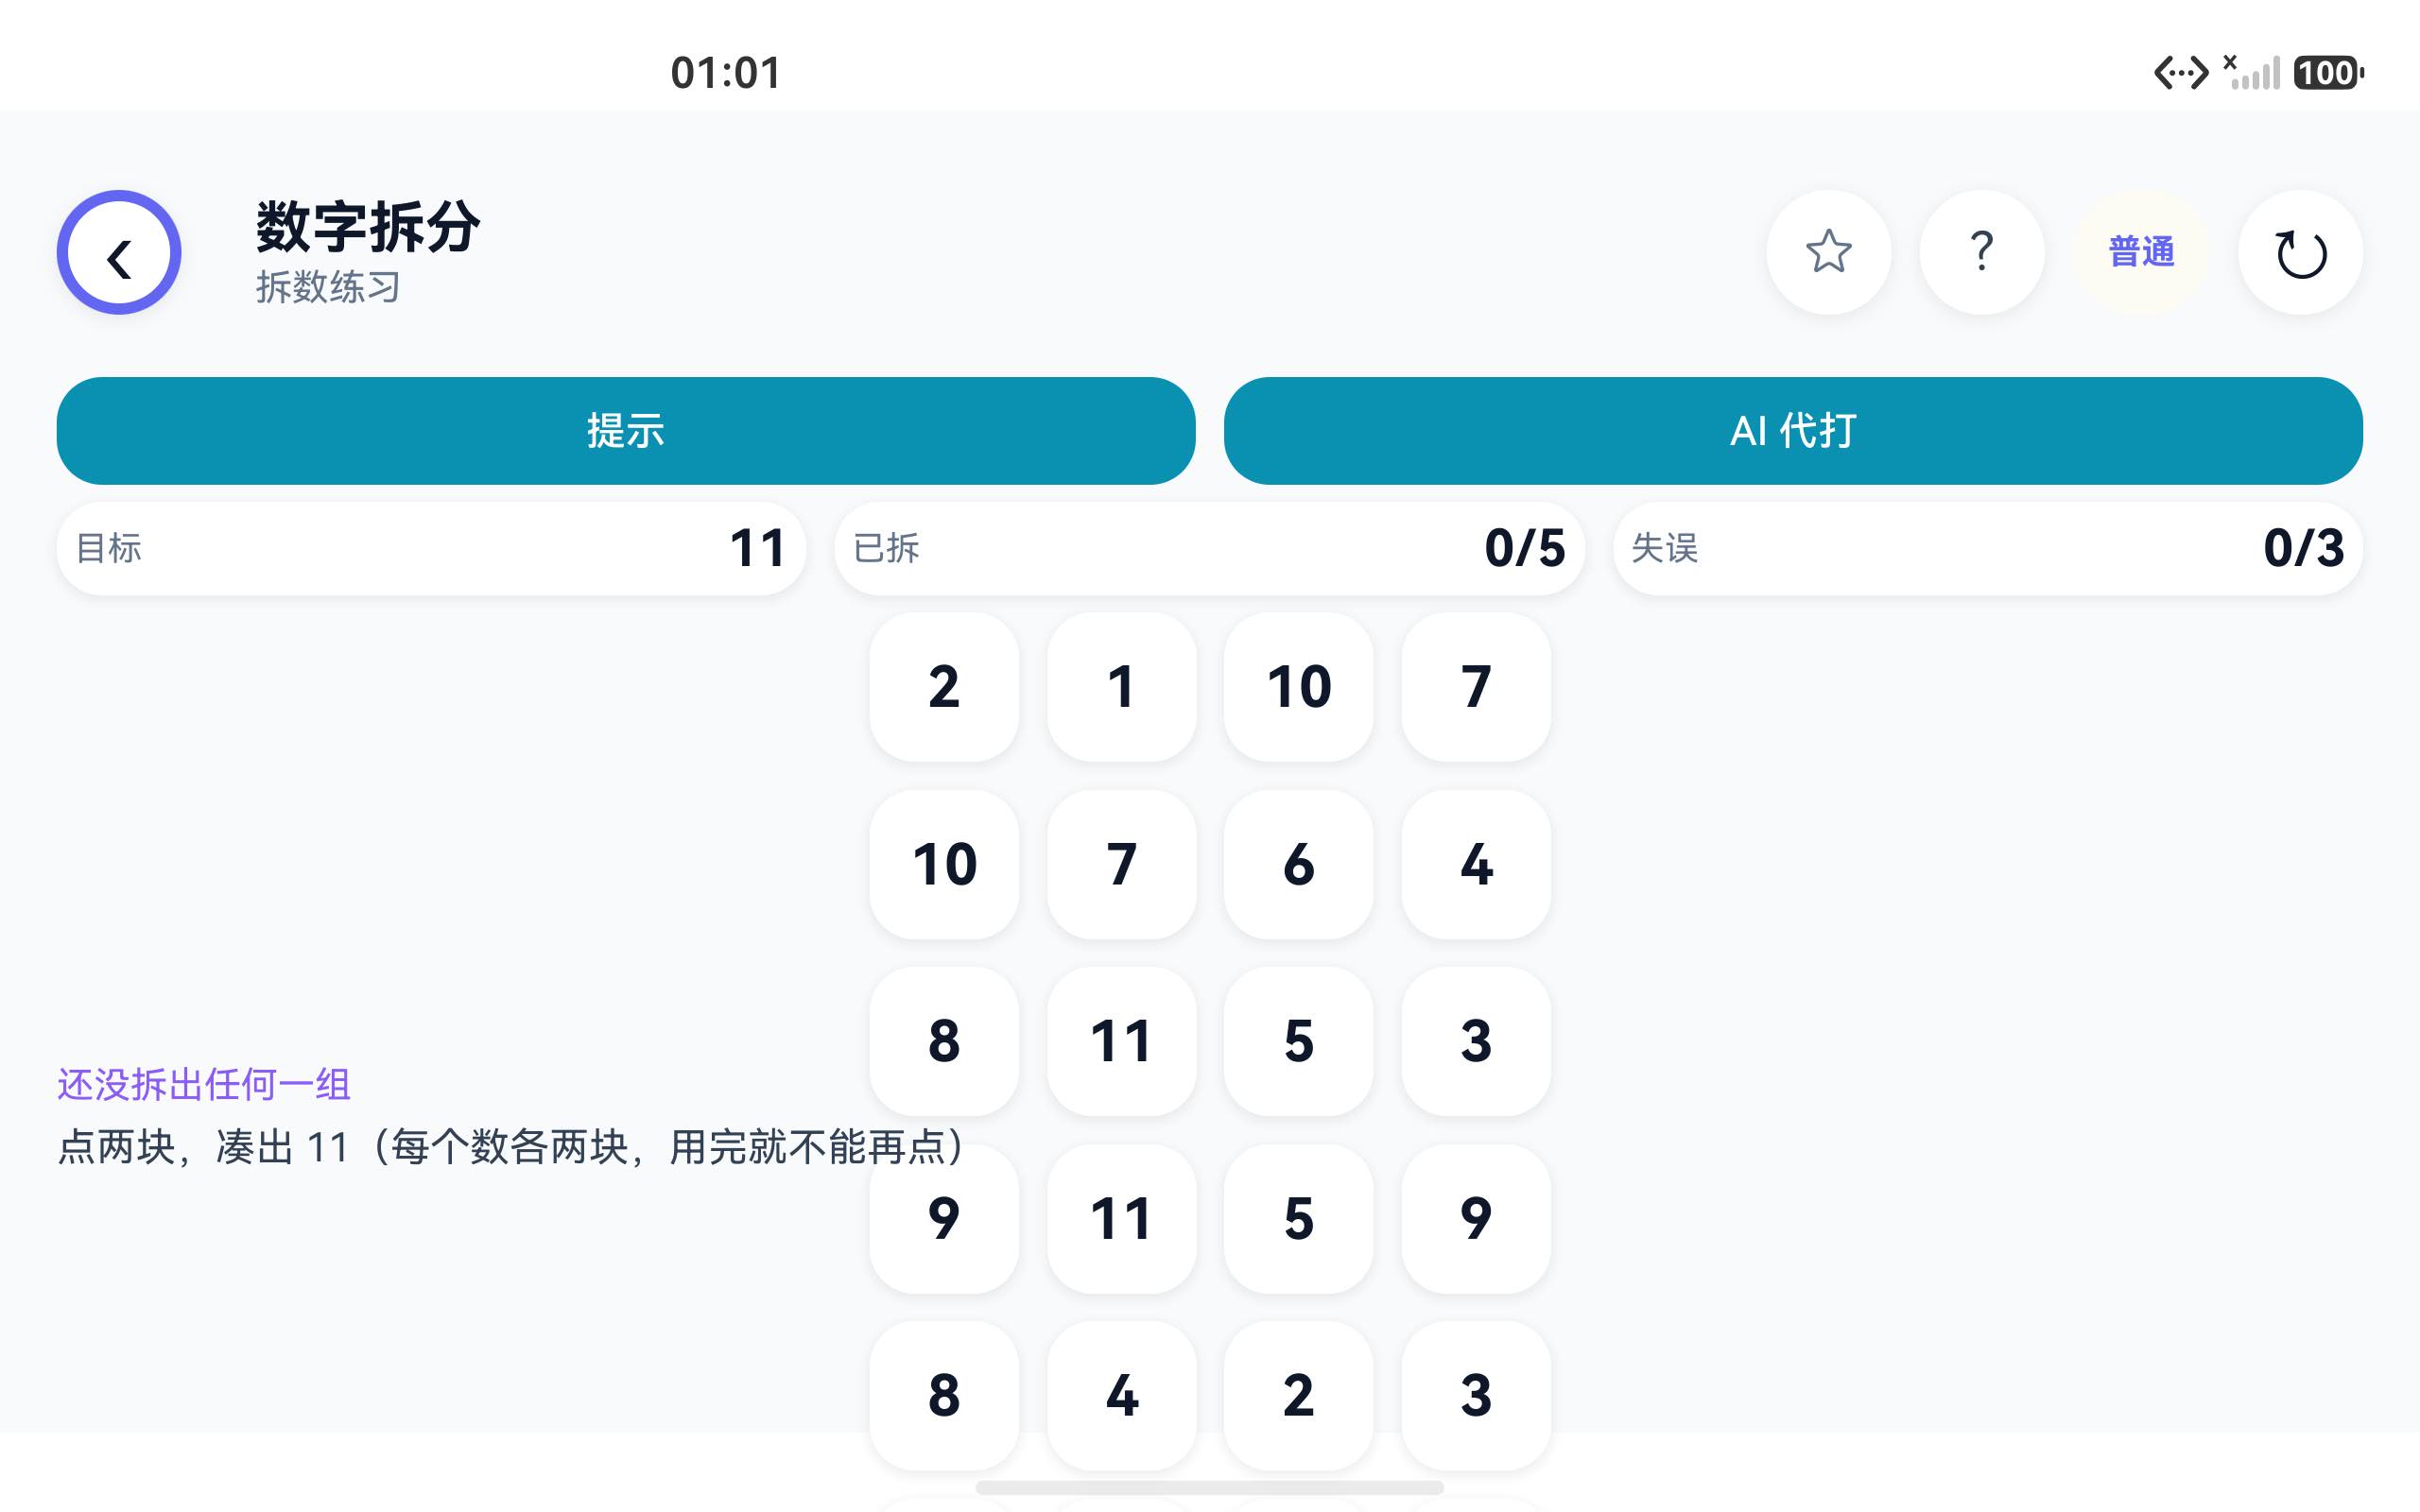 01:01
100
数字拆分
拆数练习
?
普通
提示
AI 代打
目标 11
已拆 0/5
失误 0/3
2 1 10 7
10 7 6 4
8 11 5 3
还没拆出任何一组
点两块，凑出 11（每个数各两块，用完就不能再点）
9 11 5 9
8 4 2 3